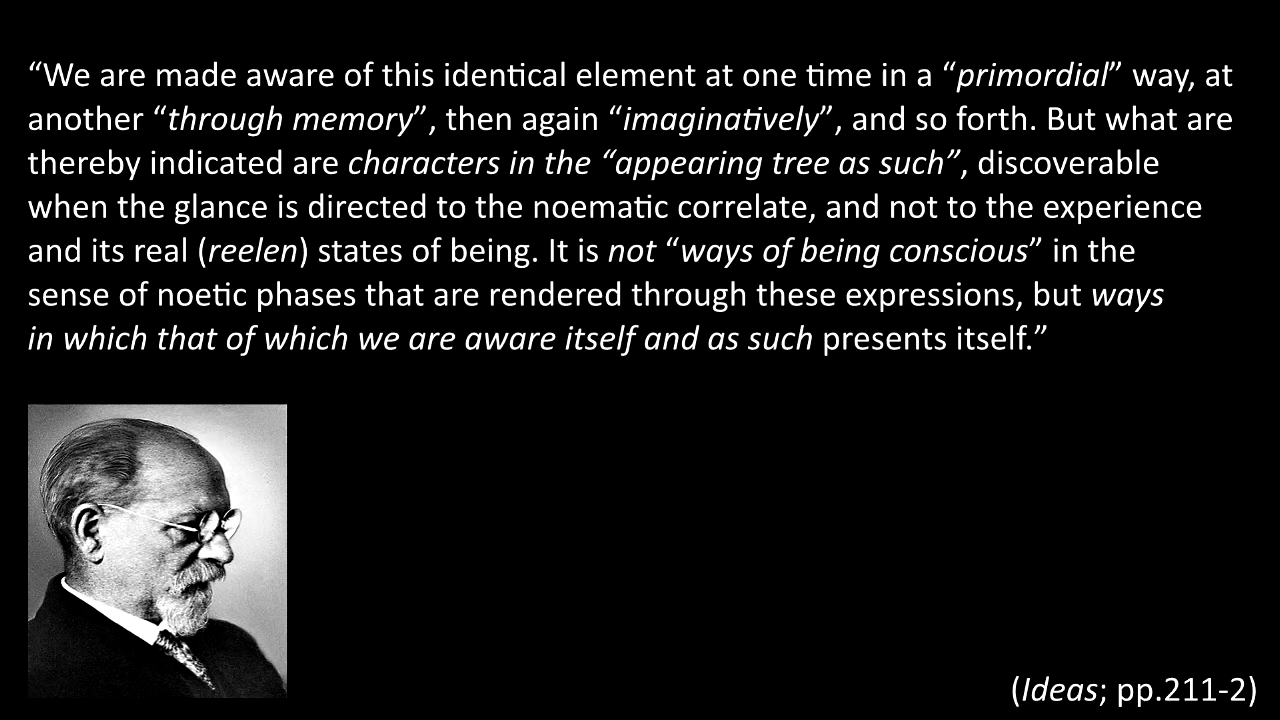 “We are made aware of this identical element at one time in a “primordial” way, at
another “through memory”, then again “imaginatively”, and so forth. But what are
thereby indicated are characters in the “appearing tree as such”, discoverable
when the glance is directed to the noematic correlate, and not to the experience
and its real (reelen) states of being. It is not “ways of being conscious” in the
sense of noetic phases that are rendered through these expressions, but ways
in which that of which we are aware itself and as such presents itself.”
(Ideas; pp.211-2)